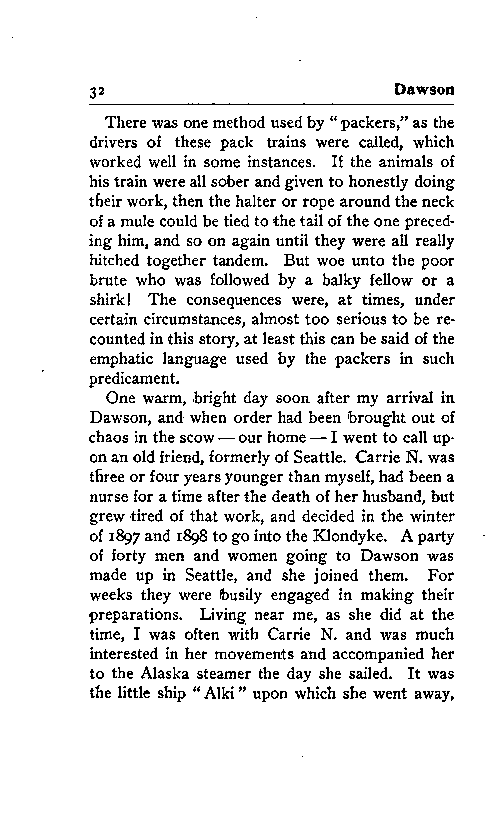 32 Dawson
There was one method used by " packers," as the
drivers of these pack trains were called, which
worked well in some instances. If the animals of
his train were all sober and given to honestly doing
their work, then the halter or rope around the neck
of a mule could be tied to the tail of the one preced-
ing him, and so on again until they were all really
hitched together tandem. But woe unto the poor
brute who was followed by a balky fellow or a
shirk! The consequences were, at times, under
certain circumstances, almost too serious to be re-
counted in this story, at least this can be said of the
emphatic language used by the packers in such
predicament.
One warm, bright day soon after my arrival in
Dawson, and when order had been brought out of
chaos in the scow — our home — I went to call up-
on an old friend, formerly of Seattle. Carrie N. was
three or four years younger than myself, had been a
nurse for a time after the death of her husband, but
grew tired of that work, and decided in the winter
of 1897 and 1898 to go into the Klondyke. A party
of forty men and women going to Dawson was
made up in Seattle, and she joined them. For
weeks they were busily engaged in making their
preparations. Living near me, as she did at the
time, I was often with Carrie N. and was much
interested in her movements and accompanied her
to the Alaska steamer the day she sailed. It was
the little ship " Alki " upon which she went away,